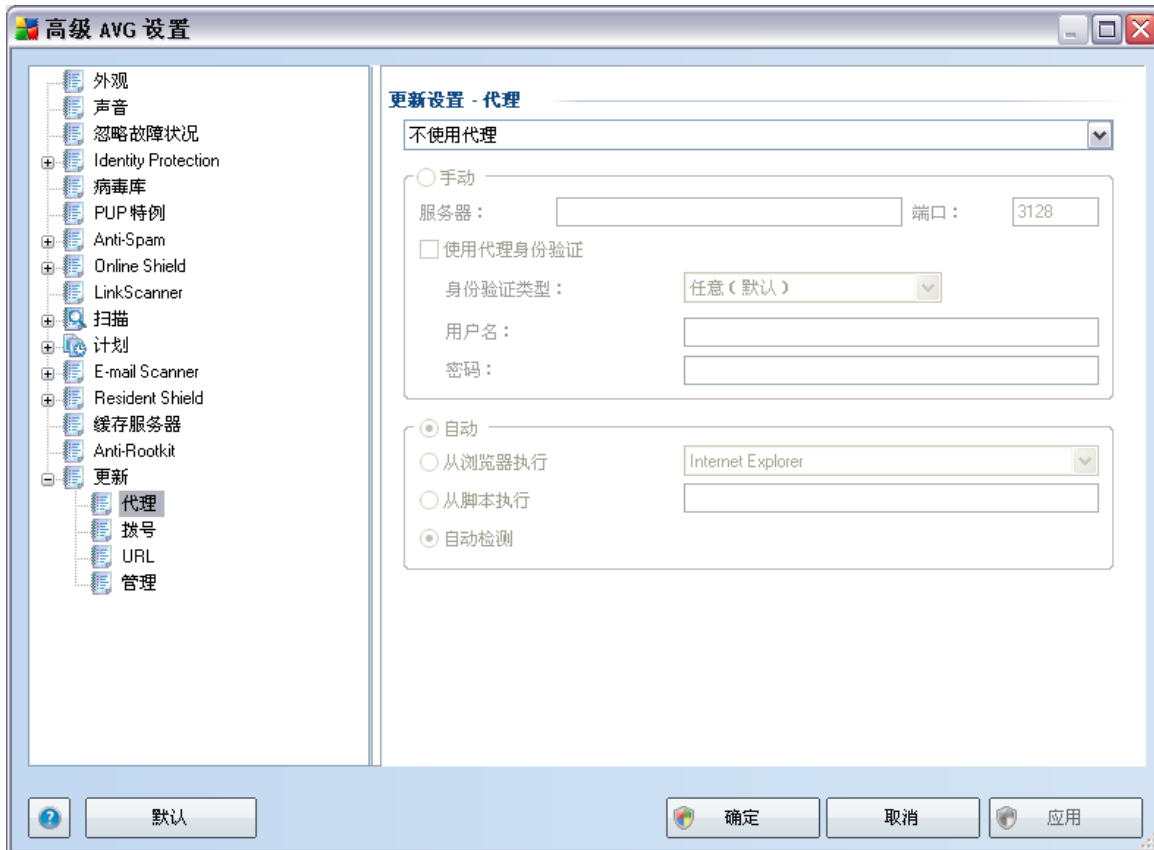 高级 AVG 设置
外观
声音
忽略故障状况
Identity Protection
病毒库
PUP 特例
Anti-Spam
Online Shield
LinkScanner
扫描
计划
E-mail Scanner
Resident Shield
缓存服务器
Anti-Rootkit
更新
代理
拨号
URL
管理
更新设置 - 代理
不使用代理
手动
服务器： 端口： 3128
使用代理身份验证
身份验证类型： 任意（默认）
用户名：
密码：
自动
从浏览器执行 Internet Explorer
从脚本执行
自动检测
默认 确定 取消 应用